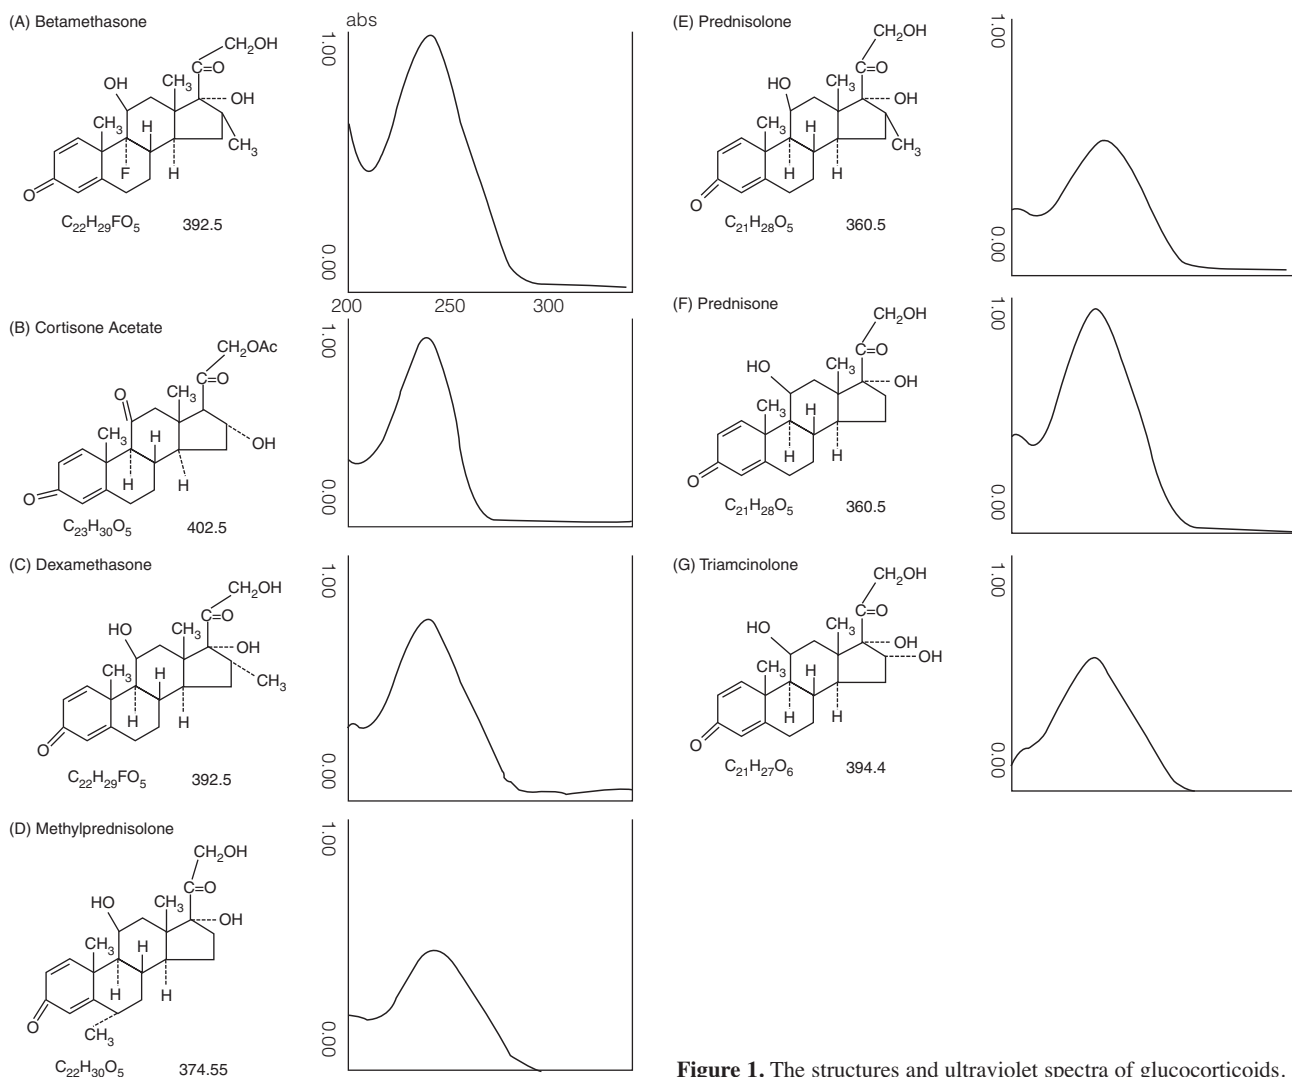 (A) Betamethasone
CH₂OH
C=O
OH
CH₃
OH
CH₃
H
CH₃
F
H
O
C₂₂H₂₉FO₅ 392.5
abs
1.00
0.00
200 250 300
(B) Cortisone Acetate
CH₂OAc
C=O
CH₃
O
CH₃
H
OH
H
H
O
C₂₃H₃₀O₅ 402.5
1.00
0.00
(C) Dexamethasone
CH₂OH
C=O
HO
CH₃
OH
CH₃
H
CH₃
H
H
O
C₂₂H₂₉FO₅ 392.5
1.00
0.00
(D) Methylprednisolone
CH₂OH
C=O
HO
CH₃
OH
CH₃
H
H
H
O
CH₃
C₂₂H₃₀O₅ 374.55
1.00
0.00
(E) Prednisolone
CH₂OH
C=O
HO
CH₃
OH
CH₃
H
CH₃
H
H
O
C₂₁H₂₈O₅ 360.5
1.00
0.00
(F) Prednisone
CH₂OH
C=O
HO
CH₃
OH
CH₃
H
H
H
O
C₂₁H₂₈O₅ 360.5
1.00
0.00
(G) Triamcinolone
CH₂OH
C=O
HO
CH₃
OH
OH
CH₃
H
H
H
O
C₂₁H₂₇O₆ 394.4
1.00
0.00
Figure 1. The structures and ultraviolet spectra of glucocorticoids.